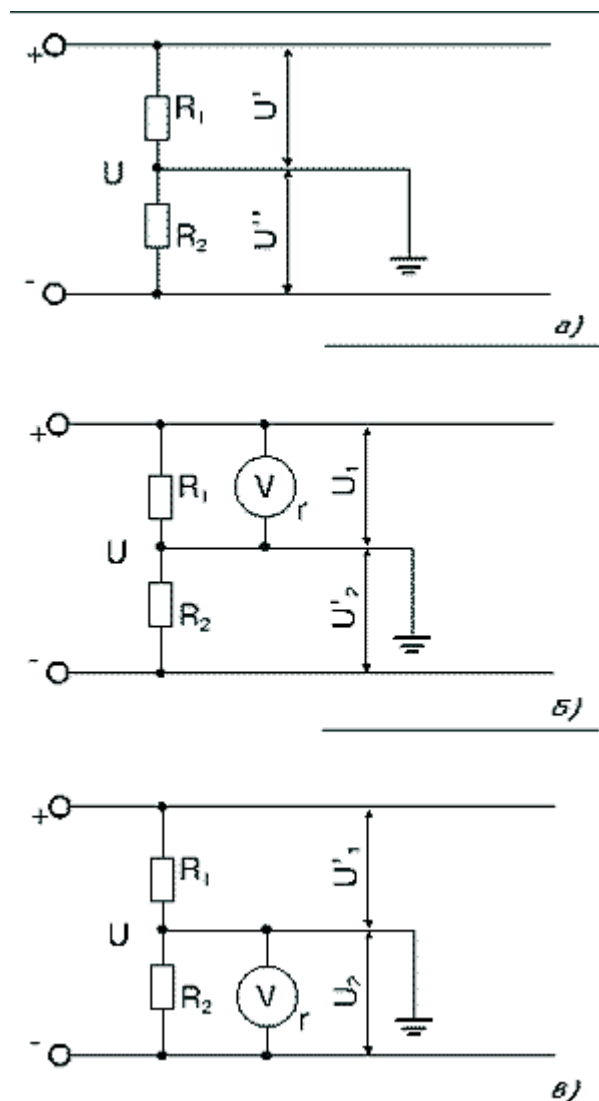 +
R₁
U'
U
R₂
U''
-
а)
+
R₁
V
r
U₁
U
R₂
U'₂
-
б)
+
R₁
U'₁
U
R₂
V
r
U₂
-
в)